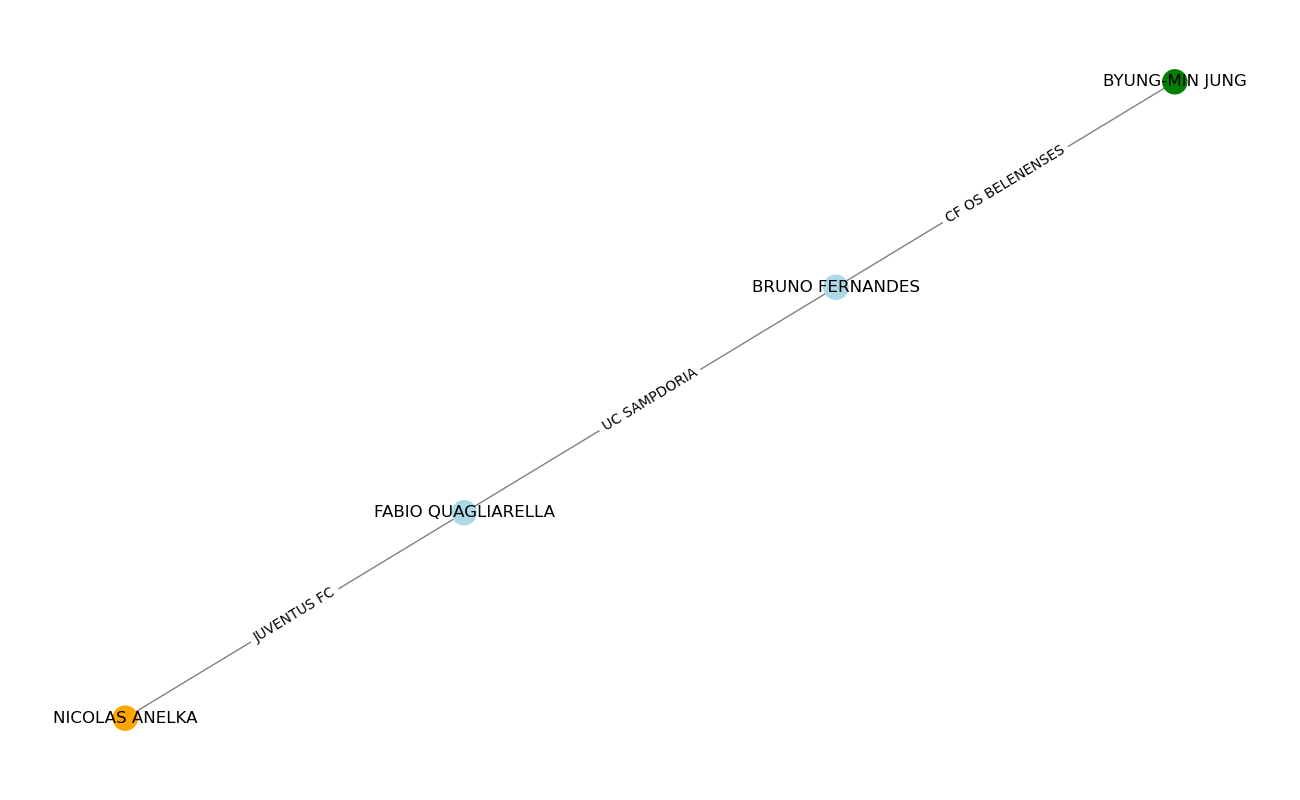 BYUNG-MIN JUNG
CF OS BELENENSES
BRUNO FERNANDES
UC SAMPDORIA
FABIO QUAGLIARELLA
JUVENTUS FC
NICOLAS ANELKA